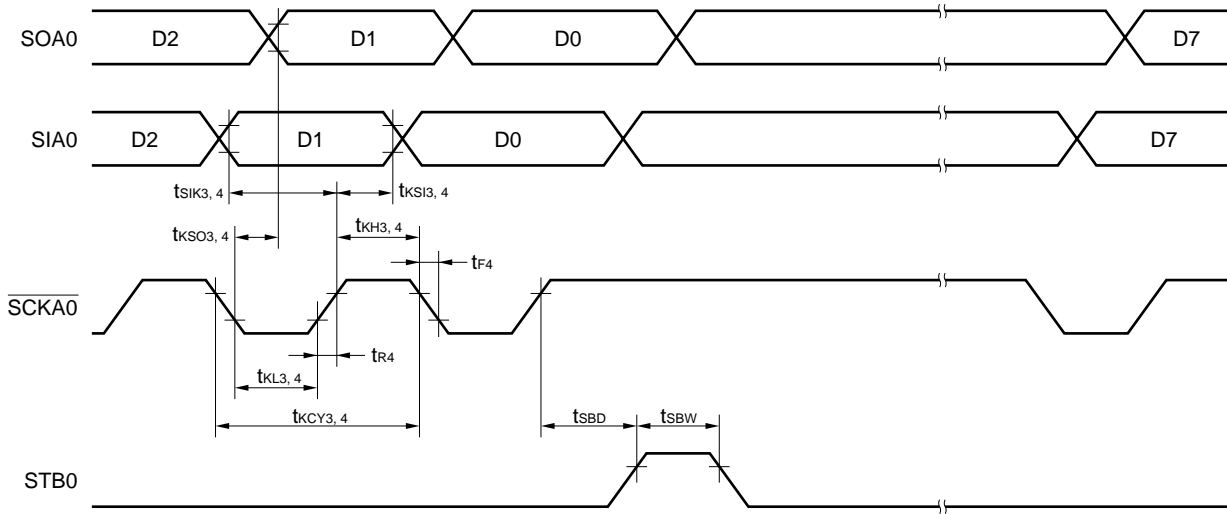 SOA0 D2 D1 D0 D7
SIA0 D2 D1 D0 D7
tSIK3, 4 tKSI3, 4
tKSO3, 4 tKH3, 4
tF4
SCKA0
tR4
tKL3, 4
tKCY3, 4 tSBD tSBW
STB0